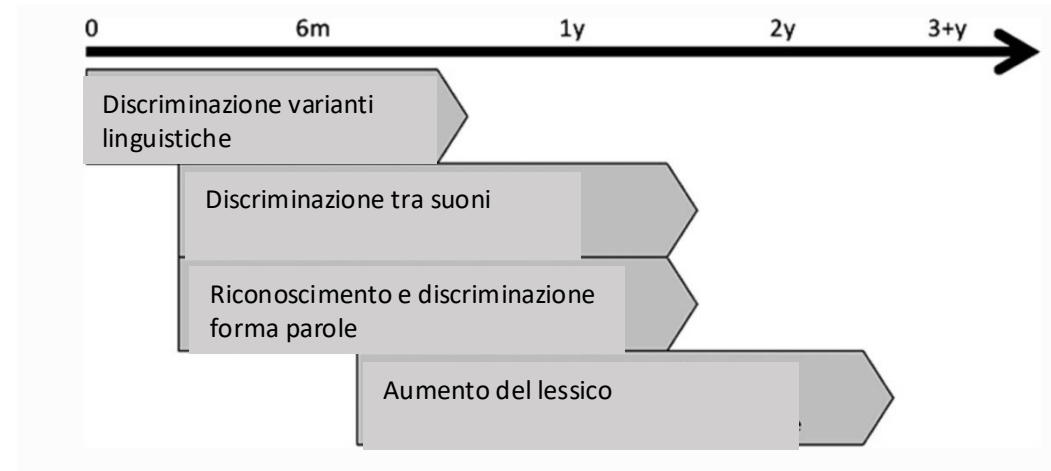 0 6m 1y 2y 3+y
Discriminazione varianti
linguistiche
Discriminazione tra suoni
Riconoscimento e discriminazione
forma parole
Aumento del lessico